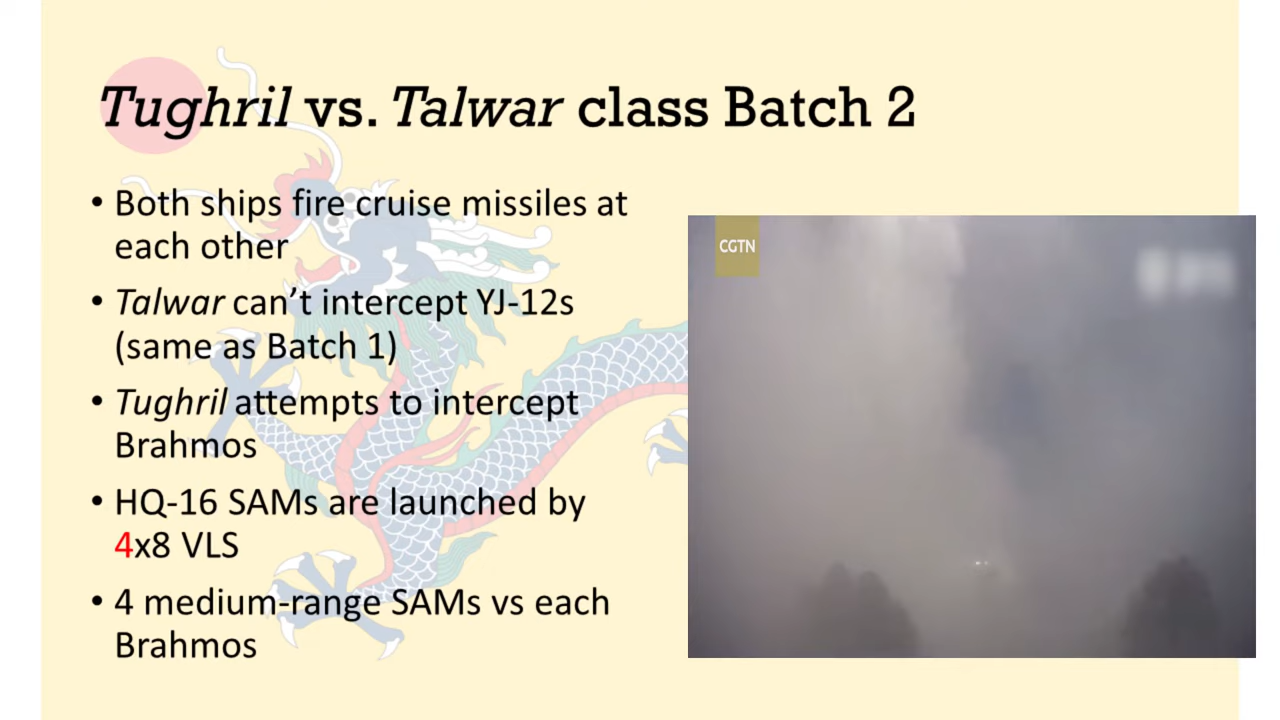 Tughril vs. Talwar class Batch 2
• Both ships fire cruise missiles at
each other
• Talwar can’t intercept YJ-12s
(same as Batch 1)
• Tughril attempts to intercept
Brahmos
• HQ-16 SAMs are launched by
4x8 VLS
• 4 medium-range SAMs vs each
Brahmos
CGTN